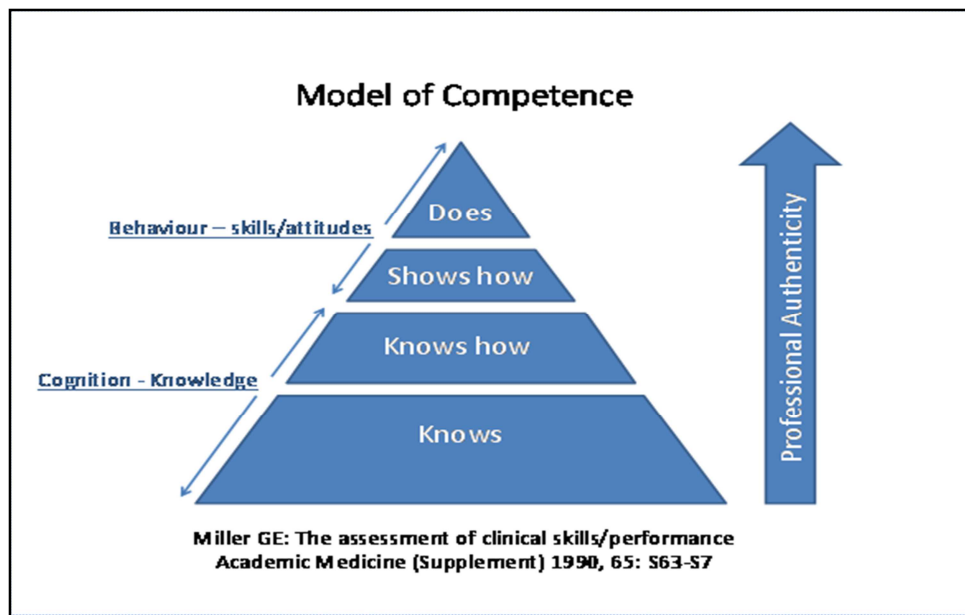 Model of Competence
Does
Behaviour – skills/attitudes
Shows how
Knows how
Cognition - Knowledge
Knows
Professional Authenticity
Miller GE: The assessment of clinical skills/performance
Academic Medicine (Supplement) 1990, 65: S63-S7